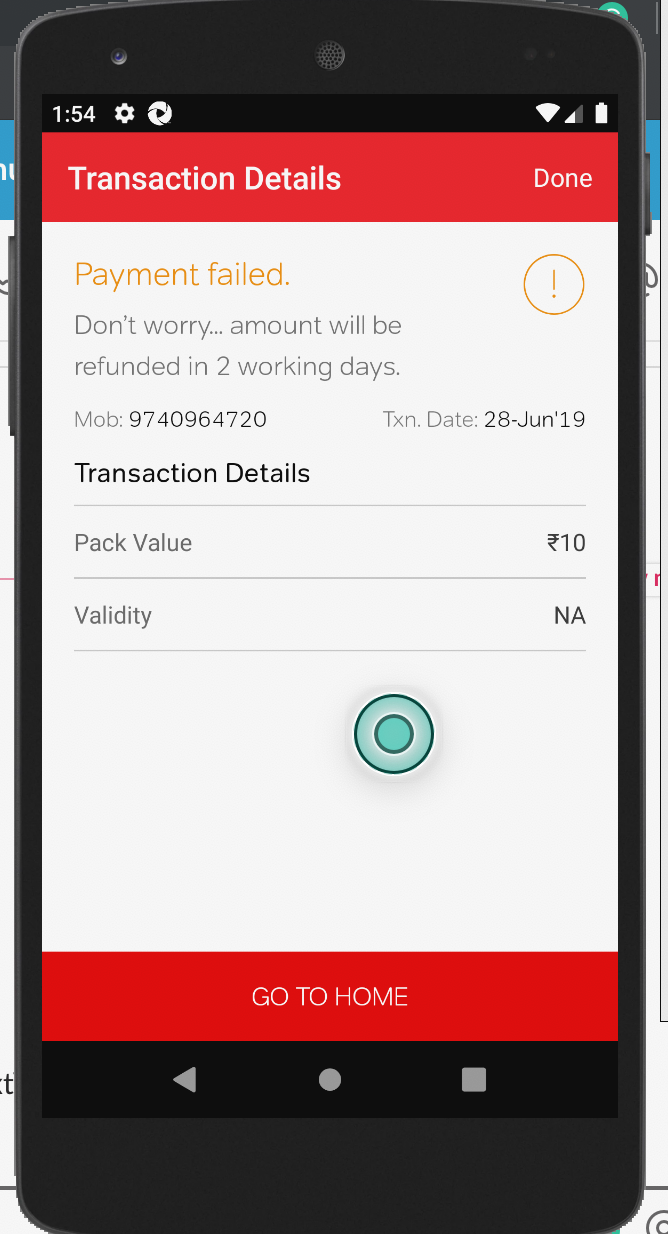 1:54
Transaction Details
Done
Payment failed.
Don't worry... amount will be
refunded in 2 working days.
Mob: 9740964720
Txn. Date: 28-Jun'19
Transaction Details
Pack Value
₹10
Validity
NA
GO TO HOME